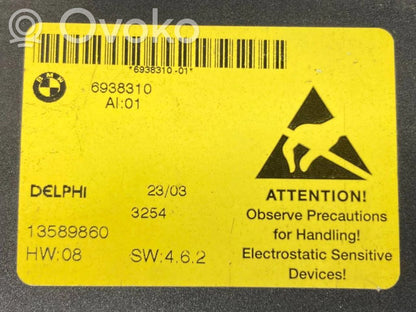 Ovoko
*6938310-01*
BMW
6938310
AI:01
DELPHI 23/03
3254
13589860
HW:08 SW:4.6.2
ATTENTION!
Observe Precautions
for Handling!
Electrostatic Sensitive
Devices!